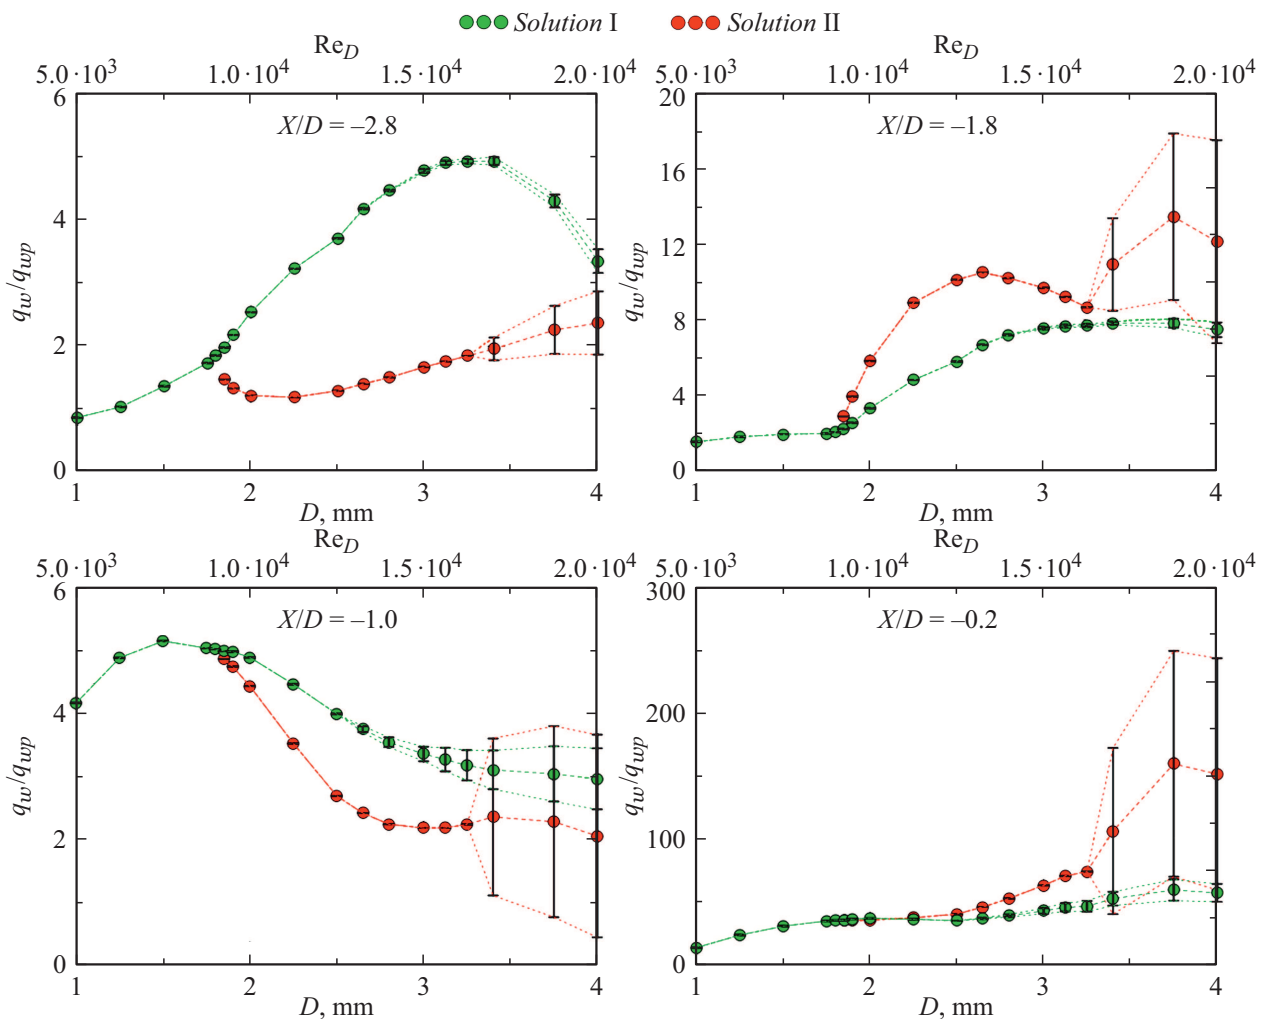 Solution I Solution II
Re_D
5.0·10^3 1.0·10^4 1.5·10^4 2.0·10^4
X/D = –2.8
q_w/q_wp
6
4
2
0
1 2 3 4
D, mm
Re_D
5.0·10^3 1.0·10^4 1.5·10^4 2.0·10^4
X/D = –1.8
q_w/q_wp
20
16
12
8
4
0
1 2 3 4
D, mm
Re_D
5.0·10^3 1.0·10^4 1.5·10^4 2.0·10^4
X/D = –1.0
q_w/q_wp
6
4
2
0
1 2 3 4
D, mm
Re_D
5.0·10^3 1.0·10^4 1.5·10^4 2.0·10^4
X/D = –0.2
q_w/q_wp
300
200
100
0
1 2 3 4
D, mm